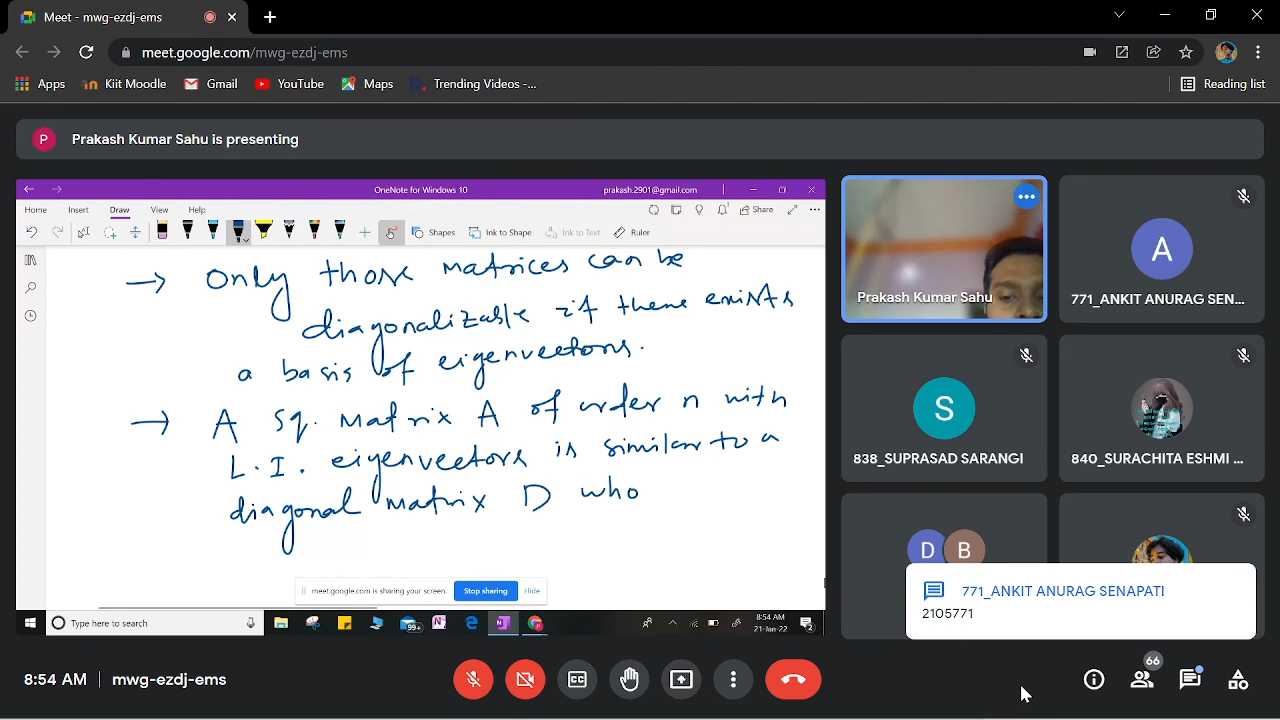 Meet - mwg-ezdj-ems
meet.google.com/mwg-ezdj-ems
Apps
Kiit Moodle
Gmail
YouTube
Maps
Trending Videos -...
Reading list
P
Prakash Kumar Sahu is presenting
OneNote for Windows 10
prakash.2901@gmail.com
Home
Insert
Draw
View
Help
Share
Shapes
Ink to Shape
Ink to Text
Ruler
→ Only those matrices can be
diagonalizable if there exists
a basis of eigenvectors.
→ A sq. matrix A of order n with
L.I. eigenvectors is similar to a
diagonal matrix D who
meet.google.com is sharing your screen.
Stop sharing
Hide
Type here to search
99+
8:54 AM
21-Jan-22
2
Prakash Kumar Sahu
A
771_ANKIT ANURAG SEN...
S
838_SUPRASAD SARANGI
840_SURACHITA ESHMI ...
D
B
771_ANKIT ANURAG SENAPATI
2105771
8:54 AM
mwg-ezdj-ems
66